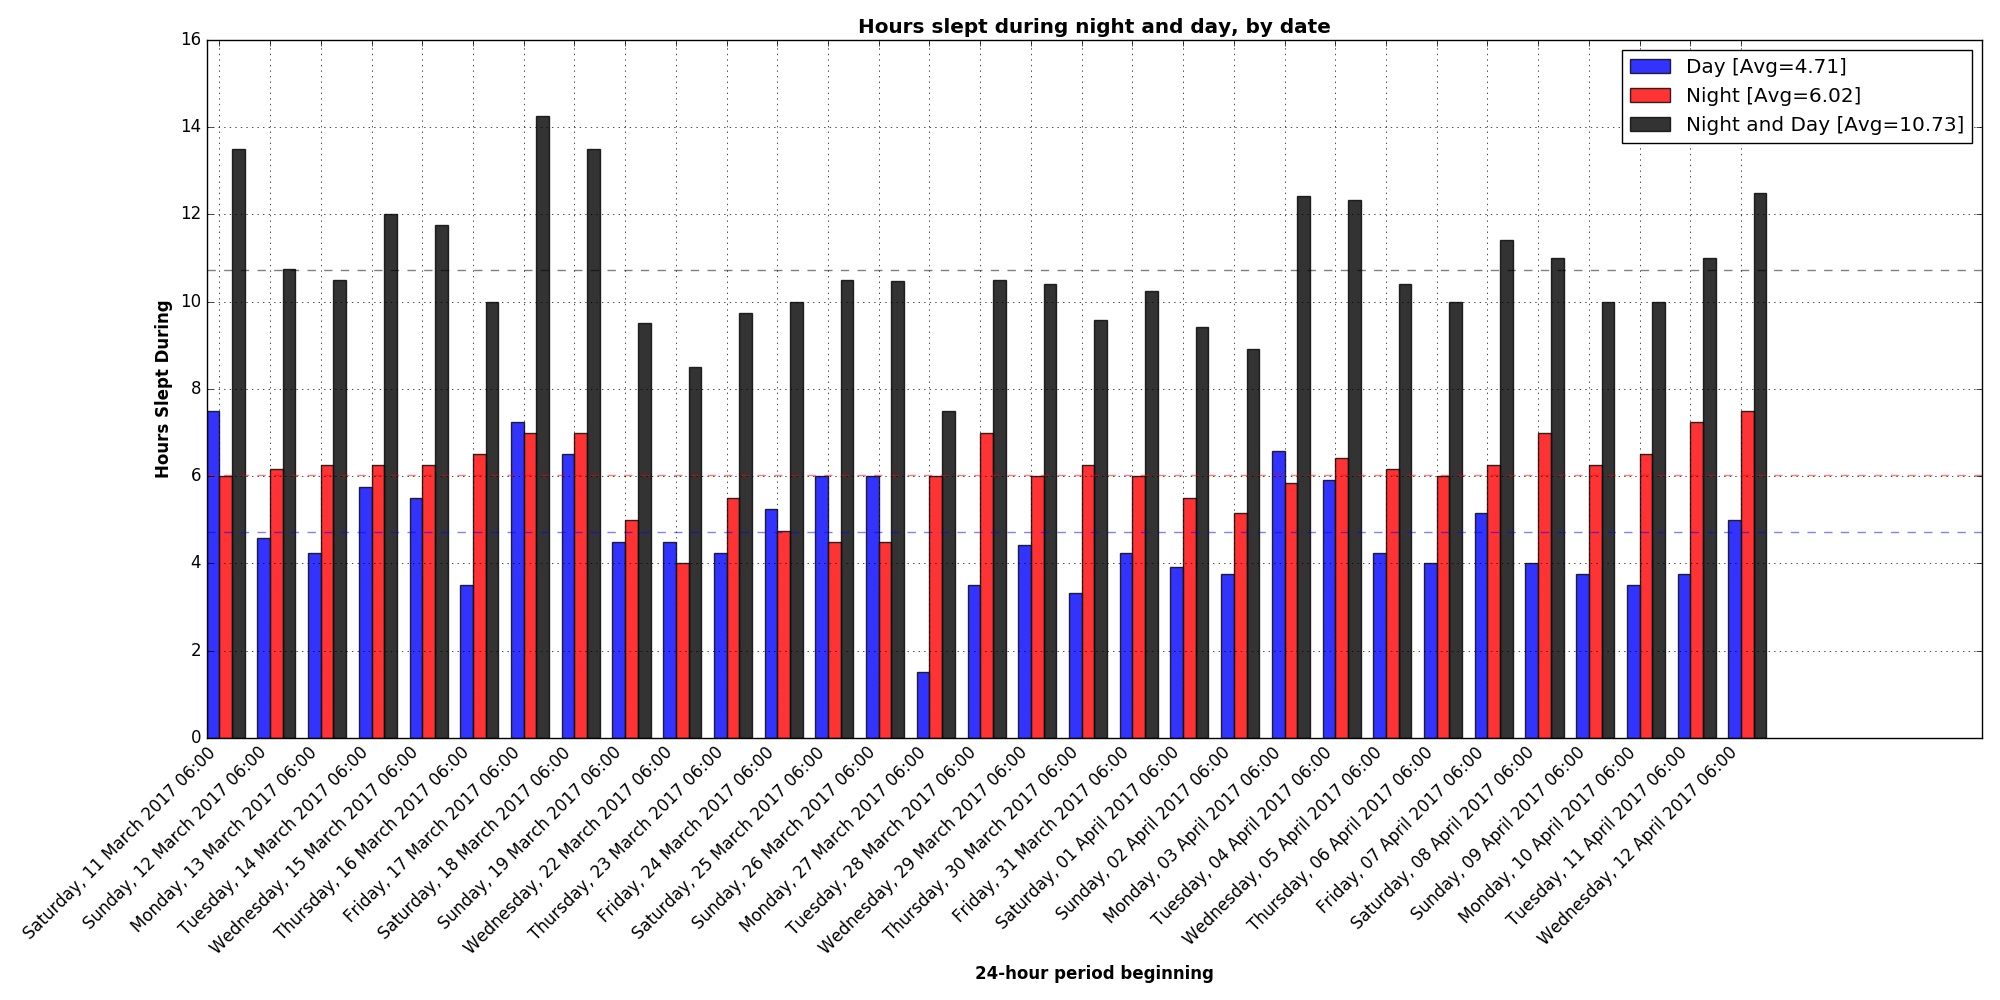 Hours slept during night and day, by date
16
14
12
10
8
6
4
2
0
Hours Slept During
Day [Avg=4.71]
Night [Avg=6.02]
Night and Day [Avg=10.73]
Saturday, 11 March 2017 06:00
Sunday, 12 March 2017 06:00
Monday, 13 March 2017 06:00
Tuesday, 14 March 2017 06:00
Wednesday, 15 March 2017 06:00
Thursday, 16 March 2017 06:00
Friday, 17 March 2017 06:00
Saturday, 18 March 2017 06:00
Sunday, 19 March 2017 06:00
Wednesday, 22 March 2017 06:00
Thursday, 23 March 2017 06:00
Friday, 24 March 2017 06:00
Saturday, 25 March 2017 06:00
Sunday, 26 March 2017 06:00
Monday, 27 March 2017 06:00
Tuesday, 28 March 2017 06:00
Wednesday, 29 March 2017 06:00
Thursday, 30 March 2017 06:00
Friday, 31 March 2017 06:00
Saturday, 01 April 2017 06:00
Sunday, 02 April 2017 06:00
Monday, 03 April 2017 06:00
Tuesday, 04 April 2017 06:00
Wednesday, 05 April 2017 06:00
Thursday, 06 April 2017 06:00
Friday, 07 April 2017 06:00
Saturday, 08 April 2017 06:00
Sunday, 09 April 2017 06:00
Monday, 10 April 2017 06:00
Tuesday, 11 April 2017 06:00
Wednesday, 12 April 2017 06:00
24-hour period beginning